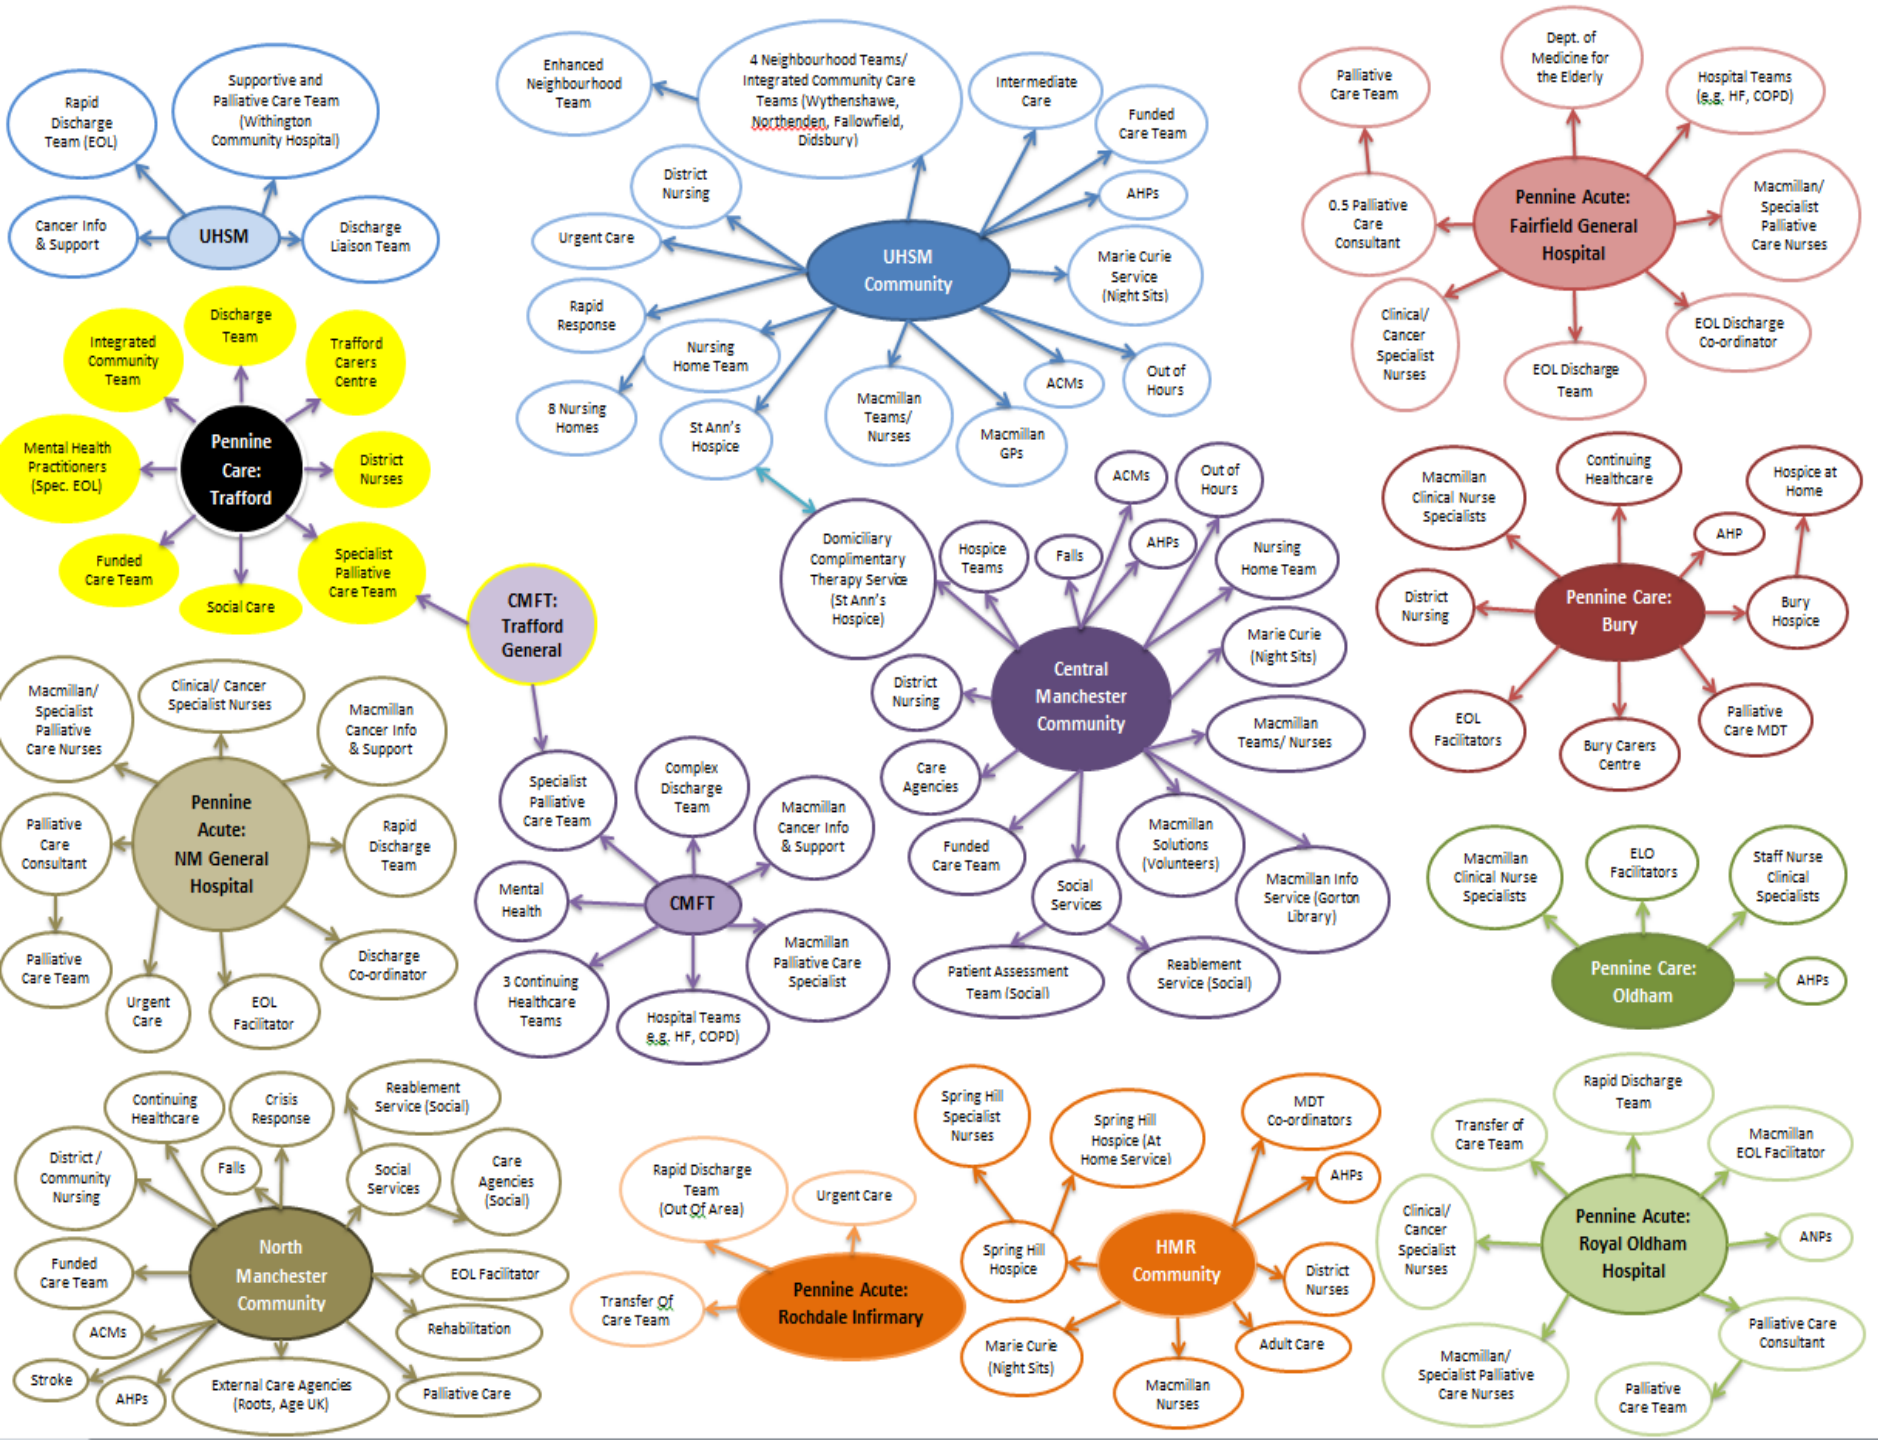 Rapid
Discharge
Team (EOL)
Supportive and
Palliative Care Team
(Withington
Community Hospital)
Cancer Info
& Support
UHSM
Discharge
Liaison Team
Enhanced
Neighbourhood
Team
4 Neighbourhood Teams/
Integrated Community Care
Teams (Wythenshawe,
Northenden, Fallowfield,
Didsbury)
Intermediate
Care
Funded
Care Team
District
Nursing
AHPs
Urgent Care
UHSM
Community
Marie Curie
Service
(Night Sits)
Rapid
Response
Nursing
Home Team
8 Nursing
Homes
St Ann's
Hospice
Macmillan
Teams/
Nurses
Macmillan
GPs
ACMs
Out of
Hours
Palliative
Care Team
Dept. of
Medicine for
the Elderly
Hospital Teams
(e.g. HF, COPD)
0.5 Palliative
Care
Consultant
Pennine Acute:
Fairfield General
Hospital
Macmillan/
Specialist
Palliative
Care Nurses
Clinical/
Cancer
Specialist
Nurses
EOL Discharge
Team
EOL Discharge
Co-ordinator
Integrated
Community
Team
Discharge
Team
Trafford
Carers
Centre
Mental Health
Practitioners
(Spec. EOL)
Pennine
Care:
Trafford
District
Nurses
Funded
Care Team
Social Care
Specialist
Palliative
Care Team
CMFT:
Trafford
General
Domiciliary
Complimentary
Therapy Service
(St Ann's
Hospice)
Hospice
Teams
Falls
ACMs
AHPs
Out of
Hours
Nursing
Home Team
Marie Curie
(Night Sits)
District
Nursing
Central
Manchester
Community
Macmillan
Teams/ Nurses
Care
Agencies
Funded
Care Team
Social
Services
Macmillan
Solutions
(Volunteers)
Macmillan Info
Service (Gorton
Library)
Patient Assessment
Team (Social)
Reablement
Service (Social)
Macmillan
Clinical Nurse
Specialists
Continuing
Healthcare
Hospice at
Home
AHP
District
Nursing
Pennine Care:
Bury
Bury
Hospice
EOL
Facilitators
Bury Carers
Centre
Palliative
Care MDT
Macmillan/
Specialist
Palliative
Care Nurses
Clinical/ Cancer
Specialist Nurses
Macmillan
Cancer Info
& Support
Palliative
Care
Consultant
Pennine
Acute:
NM General
Hospital
Rapid
Discharge
Team
Palliative
Care Team
Urgent
Care
EOL
Facilitator
Discharge
Co-ordinator
Specialist
Palliative
Care Team
Complex
Discharge
Team
Macmillan
Cancer Info
& Support
Mental
Health
CMFT
3 Continuing
Healthcare
Teams
Hospital Teams
e.g. HF, COPD)
Macmillan
Palliative Care
Specialist
Macmillan
Clinical Nurse
Specialists
ELO
Facilitators
Staff Nurse
Clinical
Specialists
Pennine Care:
Oldham
AHPs
Continuing
Healthcare
Crisis
Response
Reablement
Service (Social)
District /
Community
Nursing
Falls
Social
Services
Care
Agencies
(Social)
Funded
Care Team
North
Manchester
Community
EOL Facilitator
ACMs
Rehabilitation
Stroke
AHPs
External Care Agencies
(Roots, Age UK)
Palliative Care
Rapid Discharge
Team
(Out Of Area)
Urgent Care
Transfer Of
Care Team
Pennine Acute:
Rochdale Infirmary
Spring Hill
Specialist
Nurses
Spring Hill
Hospice (At
Home Service)
MDT
Co-ordinators
AHPs
Spring Hill
Hospice
HMR
Community
District
Nurses
Marie Curie
(Night Sits)
Macmillan
Nurses
Adult Care
Rapid Discharge
Team
Transfer of
Care Team
Macmillan
EOL Facilitator
Clinical/
Cancer
Specialist
Nurses
Pennine Acute:
Royal Oldham
Hospital
ANPs
Macmillan/
Specialist Palliative
Care Nurses
Palliative Care
Consultant
Palliative
Care Team